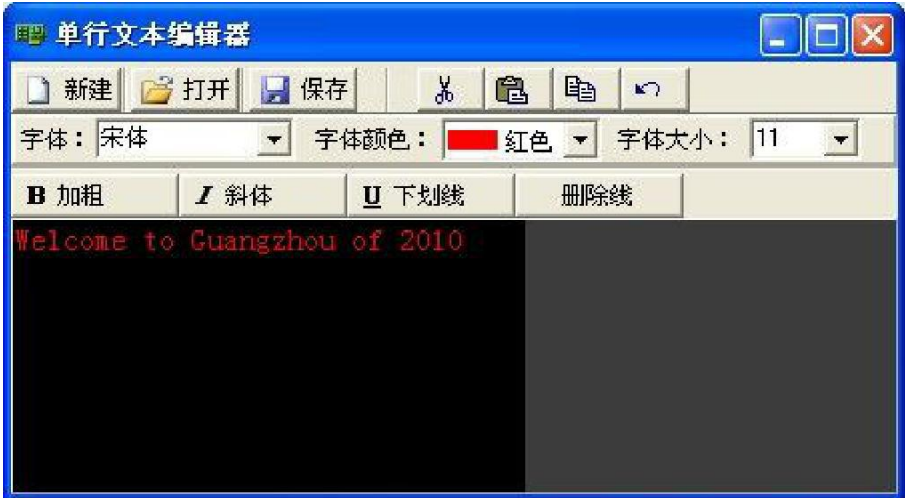 单行文本编辑器
新建 打开 保存
字体： 宋体 字体颜色： 红色 字体大小： 11
B 加粗 I 斜体 U 下划线 删除线
Welcome to Guangzhou of 2010